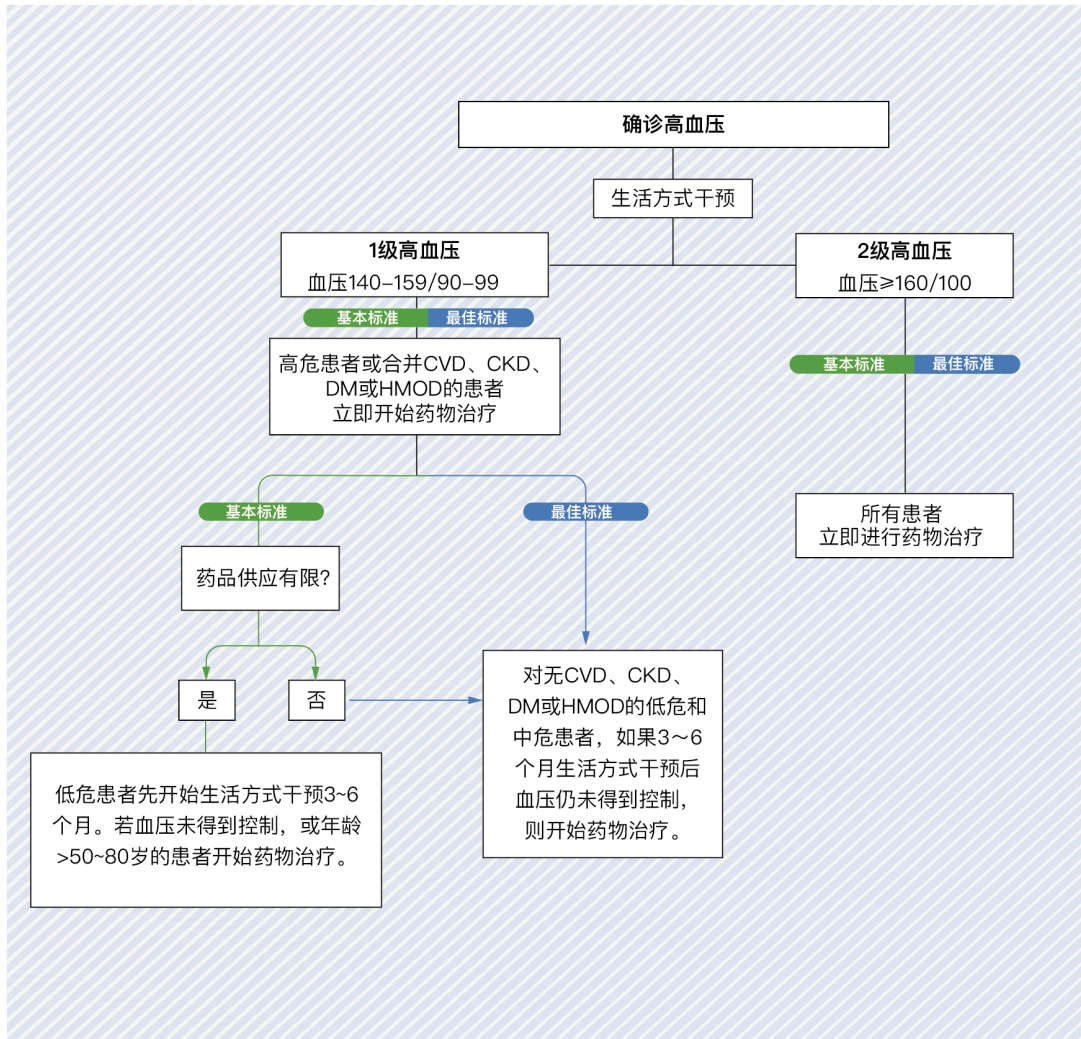 确诊高血压
生活方式干预
1级高血压
血压140–159/90–99
2级高血压
血压≥160/100
基本标准 最佳标准
高危患者或合并CVD、CKD、
DM或HMOD的患者
立即开始药物治疗
基本标准 最佳标准
基本标准
最佳标准
所有患者
立即进行药物治疗
药品供应有限?
是
否
对无CVD、CKD、
DM或HMOD的低危和
中危患者，如果3～6
个月生活方式干预后
血压仍未得到控制，
则开始药物治疗。
低危患者先开始生活方式干预3~6
个月。若血压未得到控制，或年龄
>50~80岁的患者开始药物治疗。